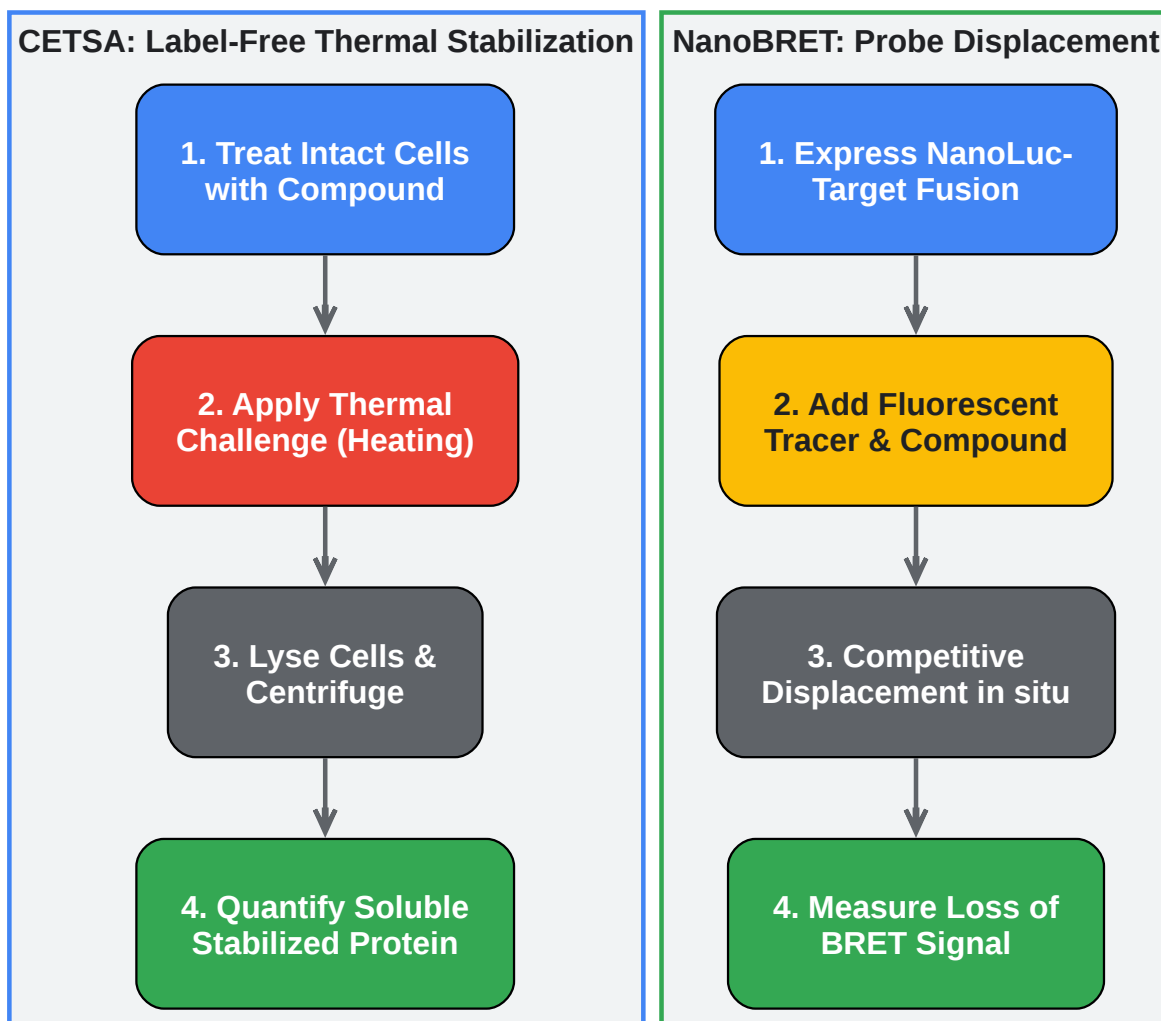 CETSA: Label-Free Thermal Stabilization
1. Treat Intact Cells
with Compound
2. Apply Thermal
Challenge (Heating)
3. Lyse Cells &
Centrifuge
4. Quantify Soluble
Stabilized Protein
NanoBRET: Probe Displacement
1. Express NanoLuc-
Target Fusion
2. Add Fluorescent
Tracer & Compound
3. Competitive
Displacement in situ
4. Measure Loss of
BRET Signal